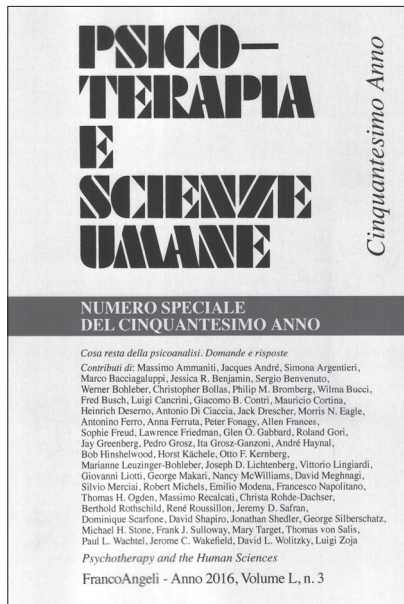 PSICO—
TERAPIA
E
SCIENZE
UMANE
Cinquantesimo Anno
NUMERO SPECIALE
DEL CINQUANTESIMO ANNO
Cosa resta della psicoanalisi. Domande e risposte
Contributi di: Massimo Ammaniti, Jacques André, Simona Argentieri,
Marco Bacciagaluppi, Jessica R. Benjamin, Sergio Benvenuto,
Werner Bohleber, Christopher Bollas, Philip M. Bromberg, Wilma Bucci,
Fred Busch, Luigi Cancrini, Giacomo B. Contri, Mauricio Cortina,
Heinrich Deserno, Antonio Di Ciaccia, Jack Drescher, Morris N. Eagle,
Antonino Ferro, Anna Ferruta, Peter Fonagy, Allen Frances,
Sophie Freud, Lawrence Friedman, Glen O. Gabbard, Roland Gori,
Jay Greenberg, Pedro Grosz, Ita Grosz-Ganzoni, André Haynal,
Bob Hinshelwood, Horst Kächele, Otto F. Kernberg,
Marianne Leuzinger-Bohleber, Joseph D. Lichtenberg, Vittorio Lingiardi,
Giovanni Liotti, George Makari, Nancy McWilliams, David Meghnagi,
Silvio Merciai, Robert Michels, Emilio Modena, Francesco Napolitano,
Thomas H. Ogden, Massimo Recalcati, Christa Rohde-Dachser,
Berthold Rothschild, René Roussillon, Jeremy D. Safran,
Dominique Scarfone, David Shapiro, Jonathan Shedler, George Silberschatz,
Michael H. Stone, Frank J. Sulloway, Mary Target, Thomas von Salis,
Paul L. Wachtel, Jerome C. Wakefield, David L. Wolitzky, Luigi Zoja
Psychotherapy and the Human Sciences
FrancoAngeli - Anno 2016, Volume L, n. 3